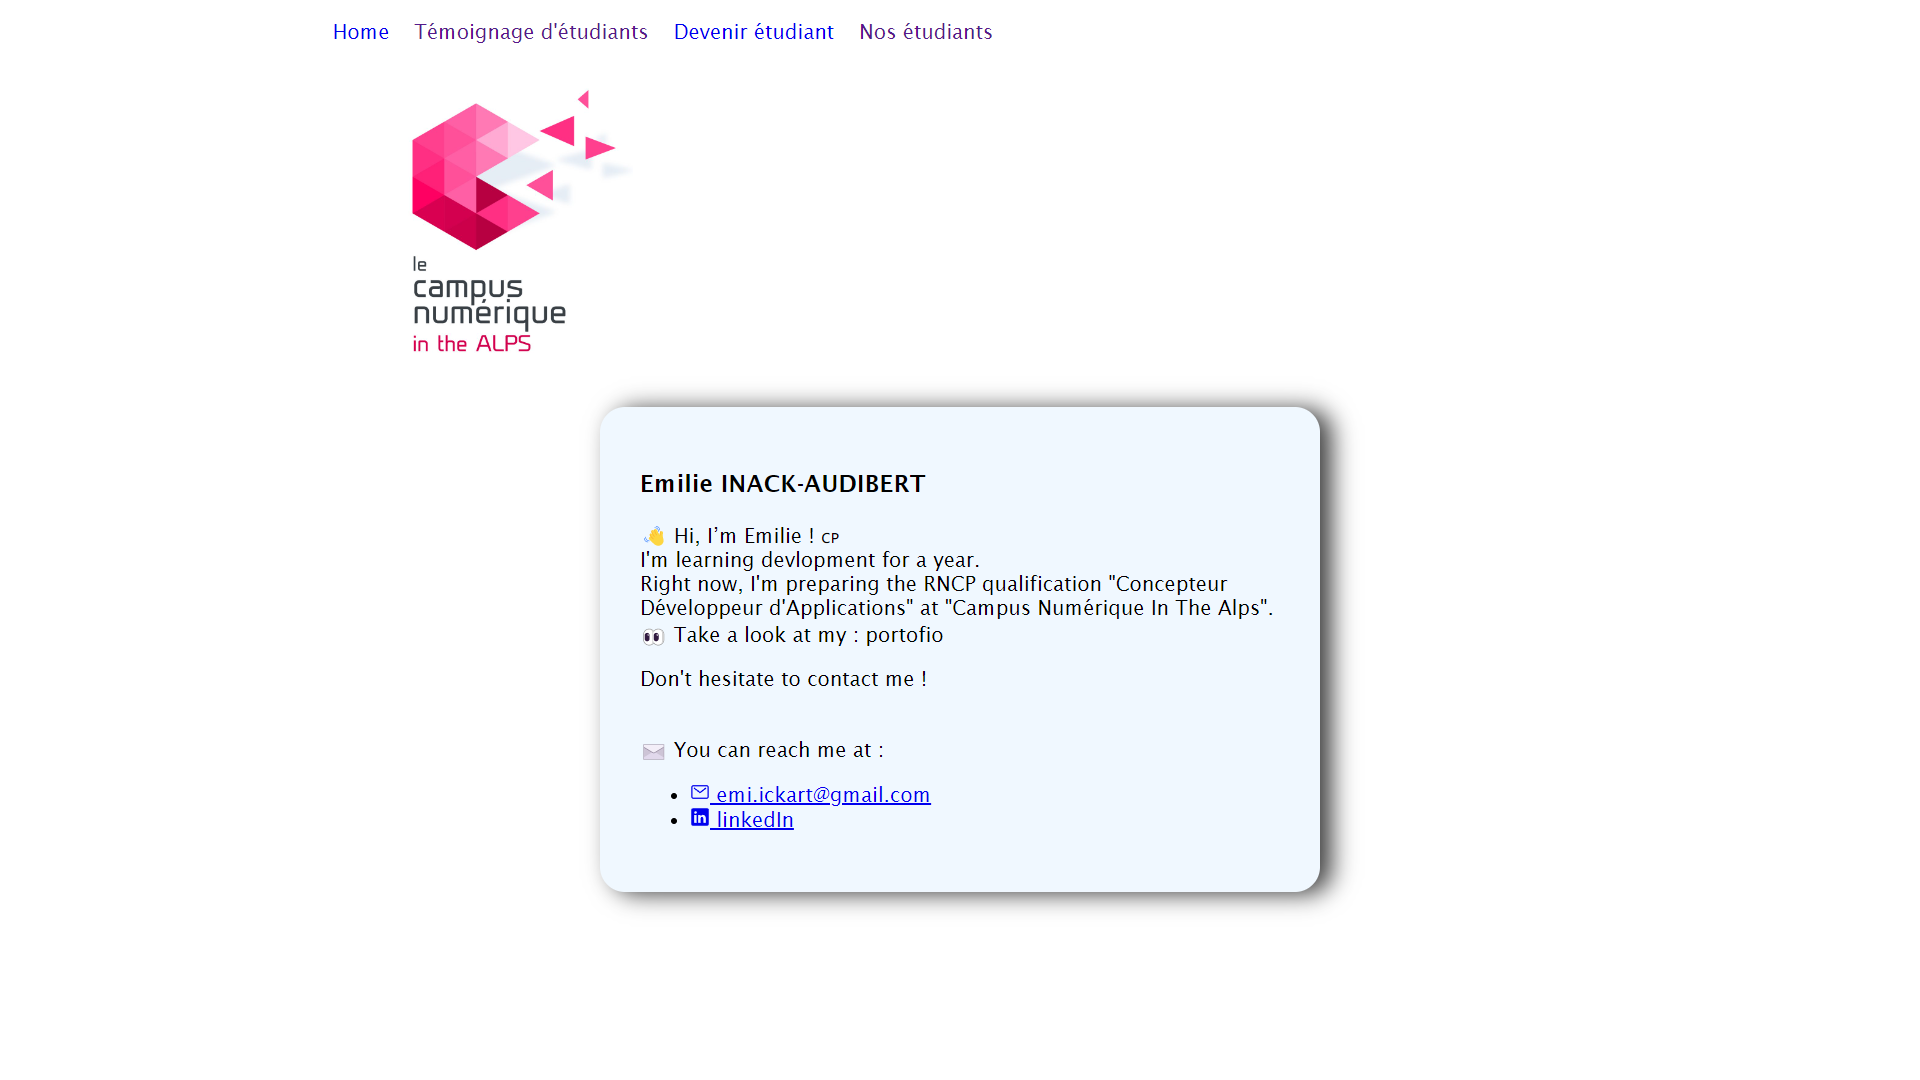 Home Témoignage d'étudiants Devenir étudiant Nos étudiants
le
campus
numérique
in the ALPS
Emilie INACK-AUDIBERT
👋 Hi, I’m Emilie ! CP
I'm learning devlopment for a year.
Right now, I'm preparing the RNCP qualification "Concepteur
Développeur d'Applications" at "Campus Numérique In The Alps".
👀 Take a look at my : portofio
Don't hesitate to contact me !
✉️ You can reach me at :
emi.ickart@gmail.com
linkedIn